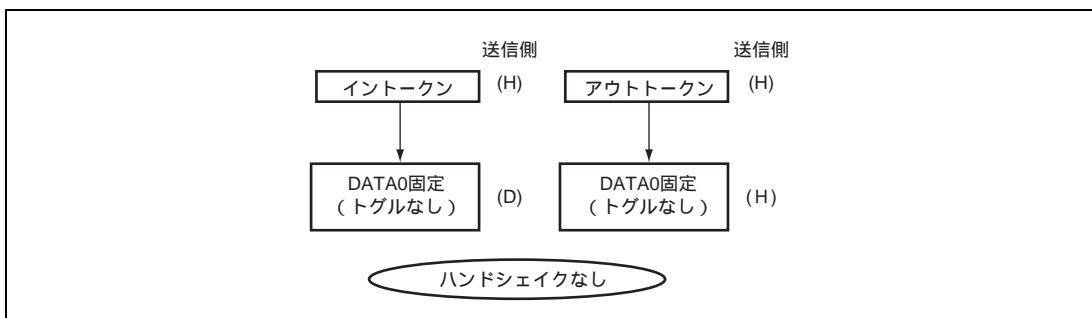 送信側 送信側
イントークン (H) アウトトークン (H)
DATA0固定 DATA0固定
(トグルなし) (D) (トグルなし) (H)
ハンドシェイクなし